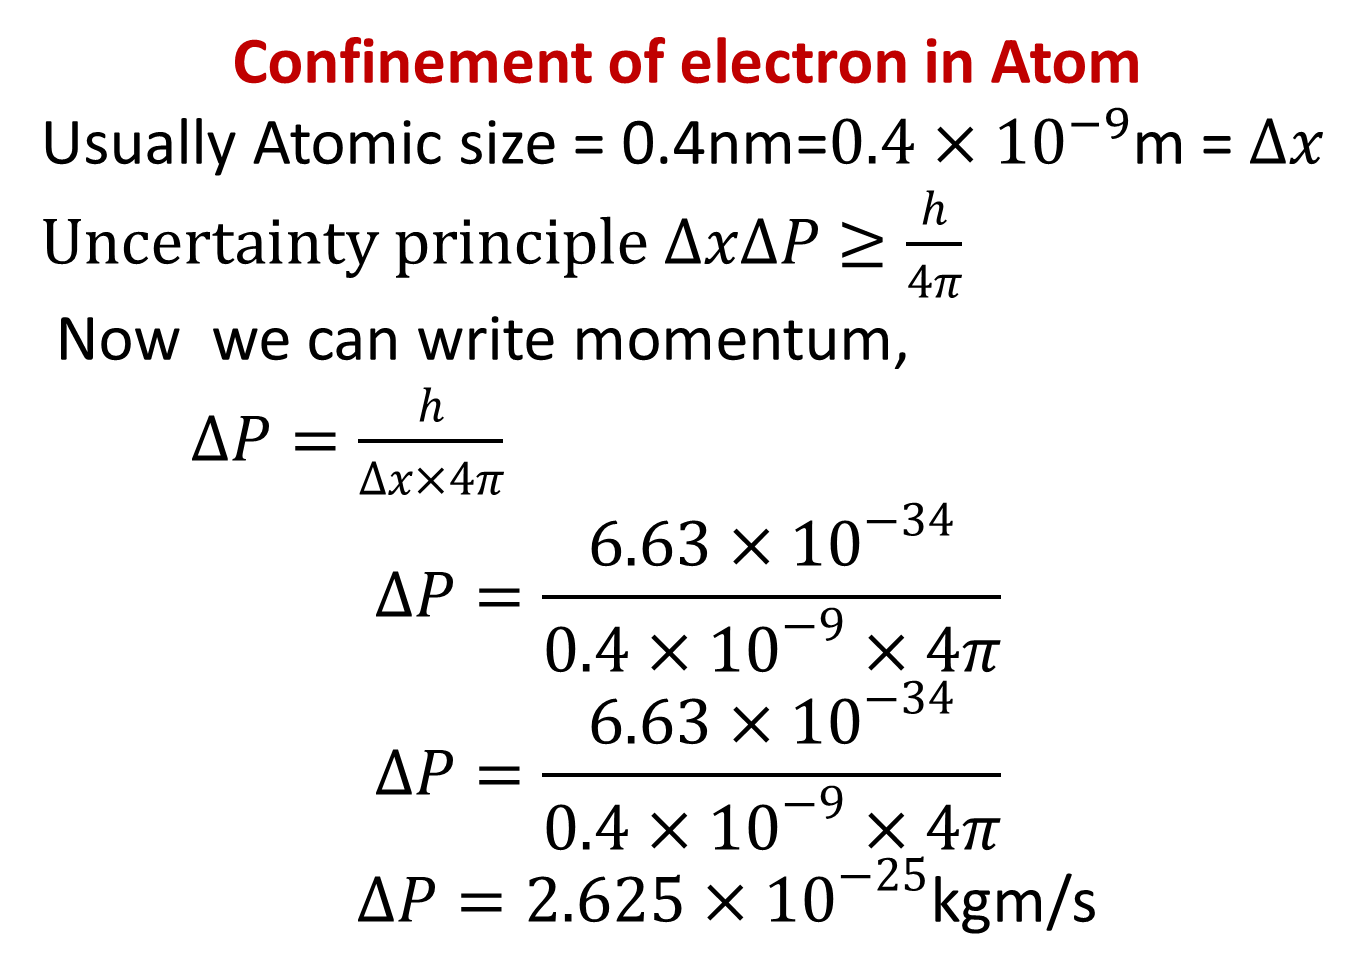 Confinement of electron in Atom
Usually Atomic size = 0.4nm=0.4 × 10⁻⁹m = Δx
Uncertainty principle ΔxΔP ≥ h/4π
Now we can write momentum,
ΔP = h/Δx×4π
ΔP = 6.63 × 10⁻³⁴/0.4 × 10⁻⁹ × 4π
ΔP = 6.63 × 10⁻³⁴/0.4 × 10⁻⁹ × 4π
ΔP = 2.625 × 10⁻²⁵kgm/s